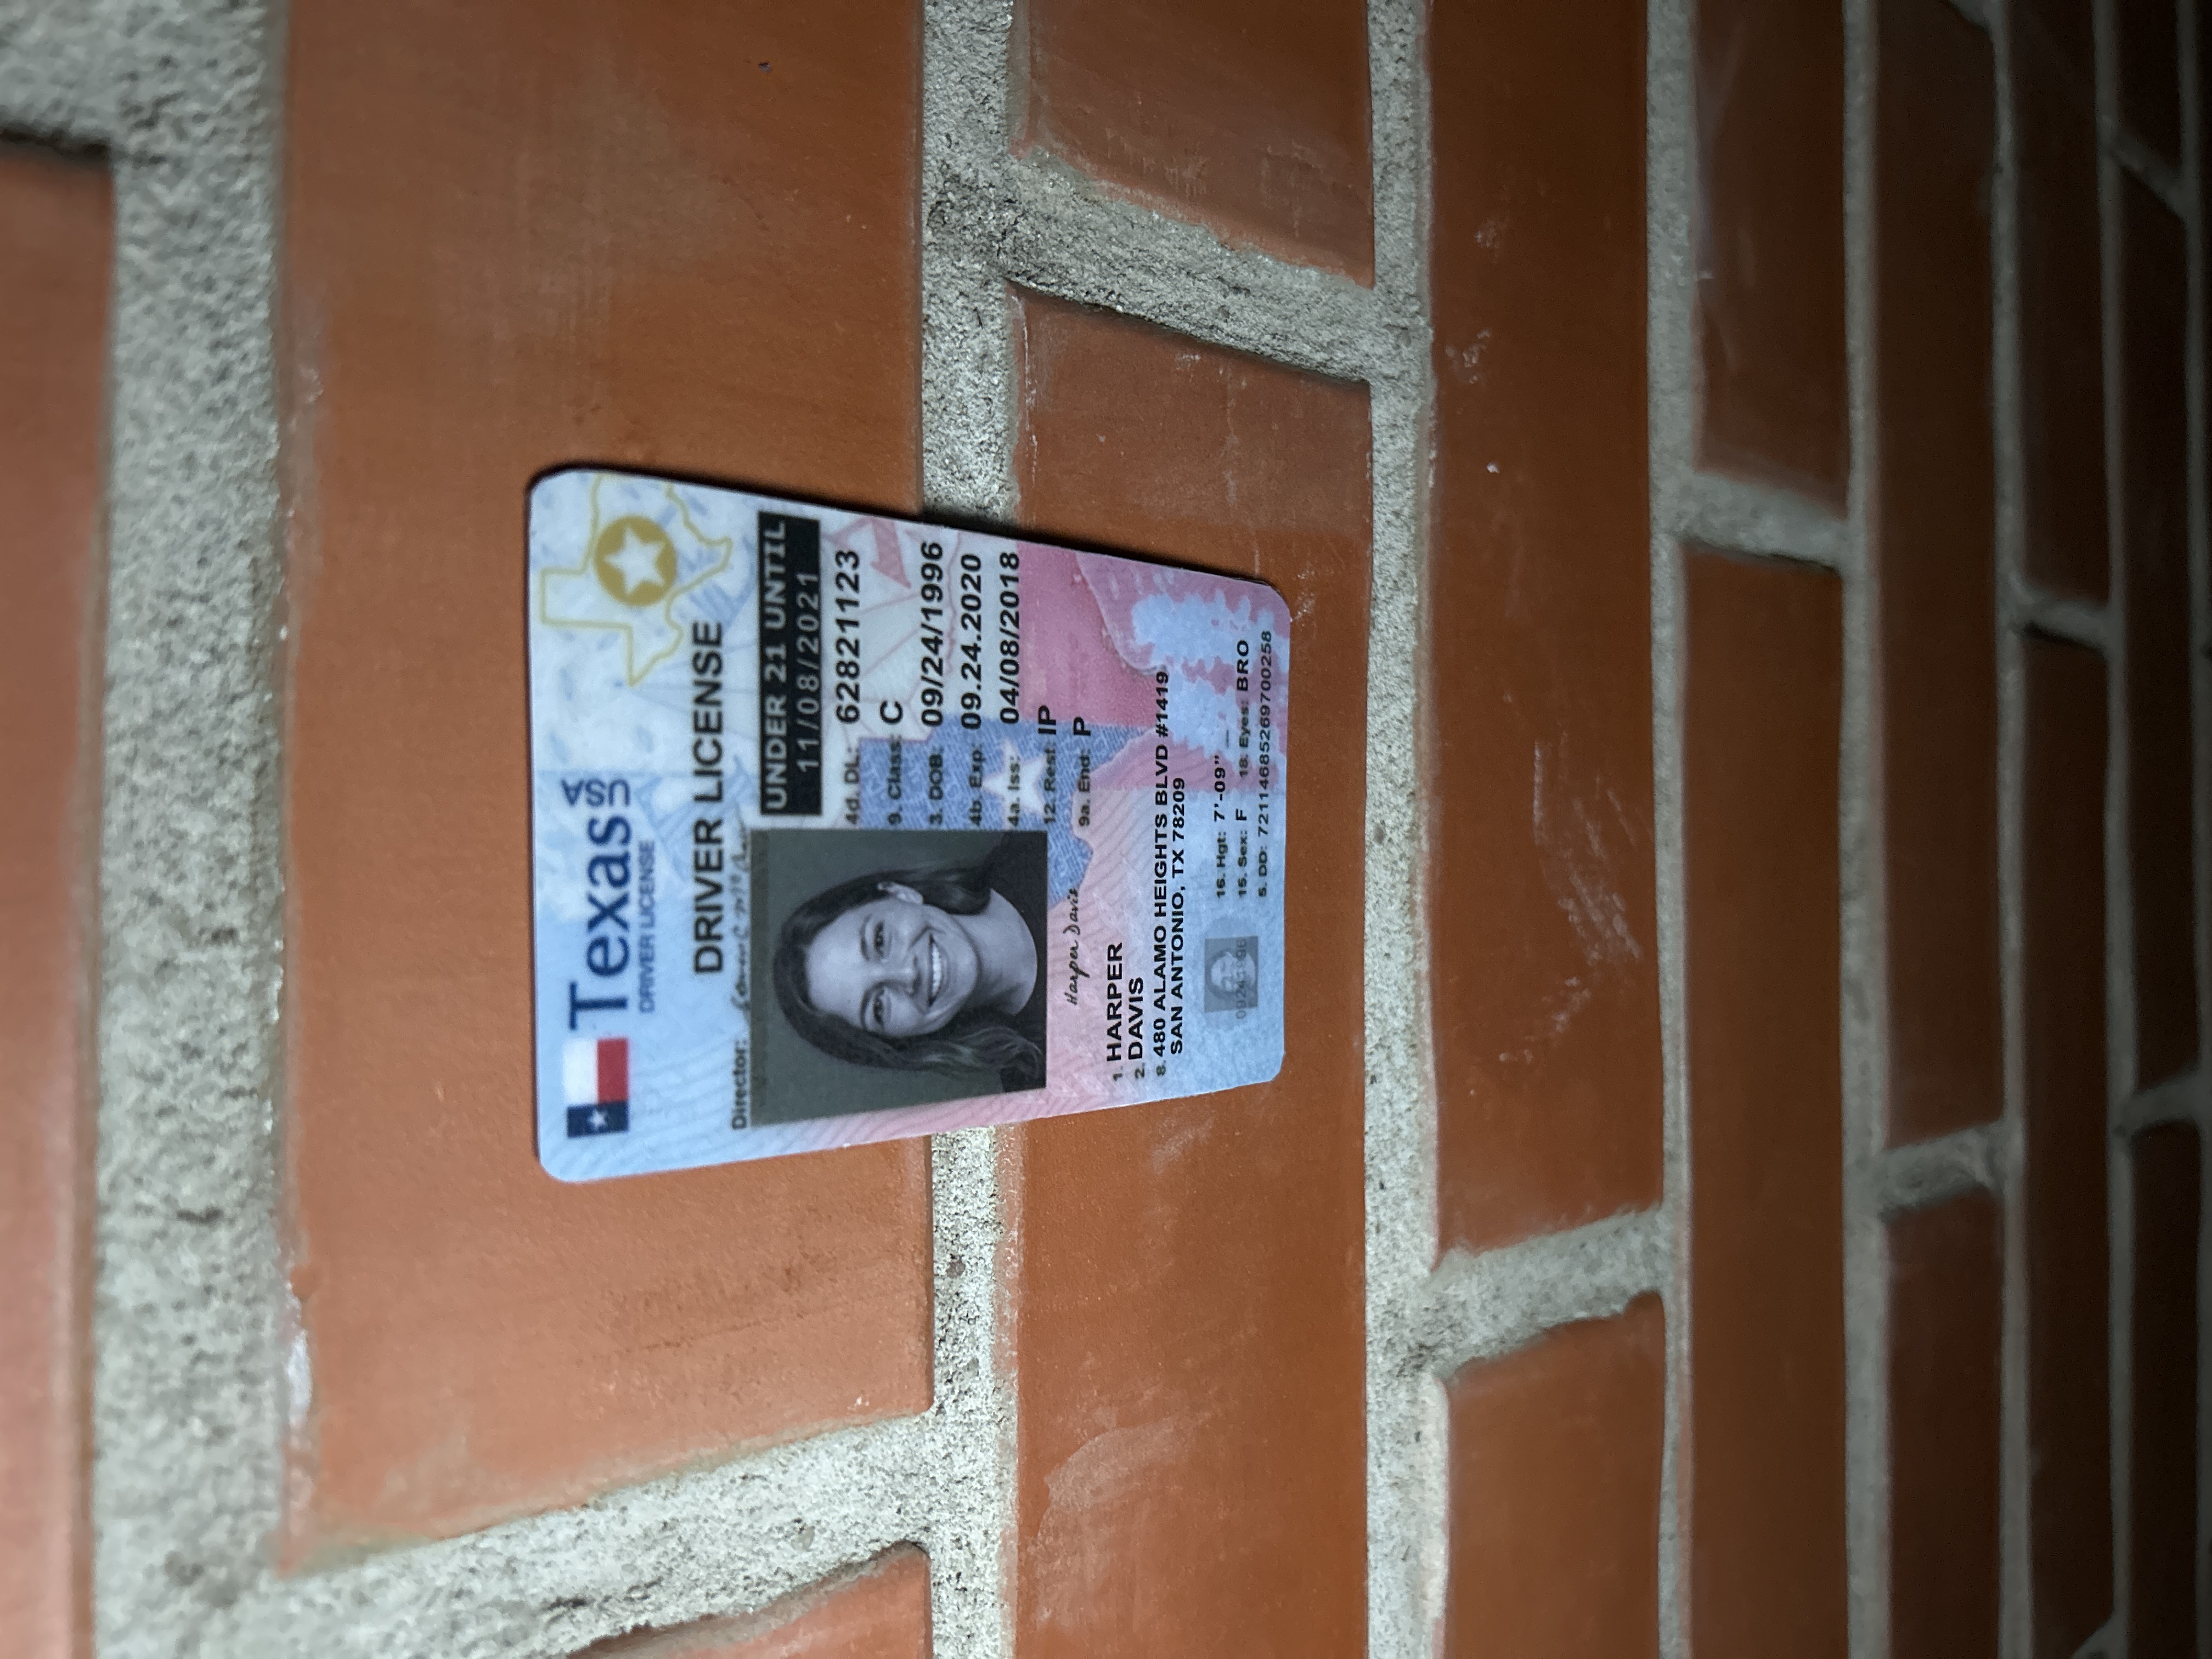 Texas USA
DRIVER LICENSE
DRIVER LICENSE
Director:
UNDER 21 UNTIL
11/08/2021
4d. DL: 62821123
9. Class: C
3. DOB: 09/24/1996
4b. Exp: 09.24.2020
4a. Iss: 04/08/2018
12. Rest: IP
9a. End: P
Harper Davis
1. HARPER
2. DAVIS
8. 480 ALAMO HEIGHTS BLVD #1419
SAN ANTONIO, TX 78209
16. Hgt: 7'-09" _
15. Sex: F 18. Eyes: BRO
09241996
5. DD: 72114685269700258